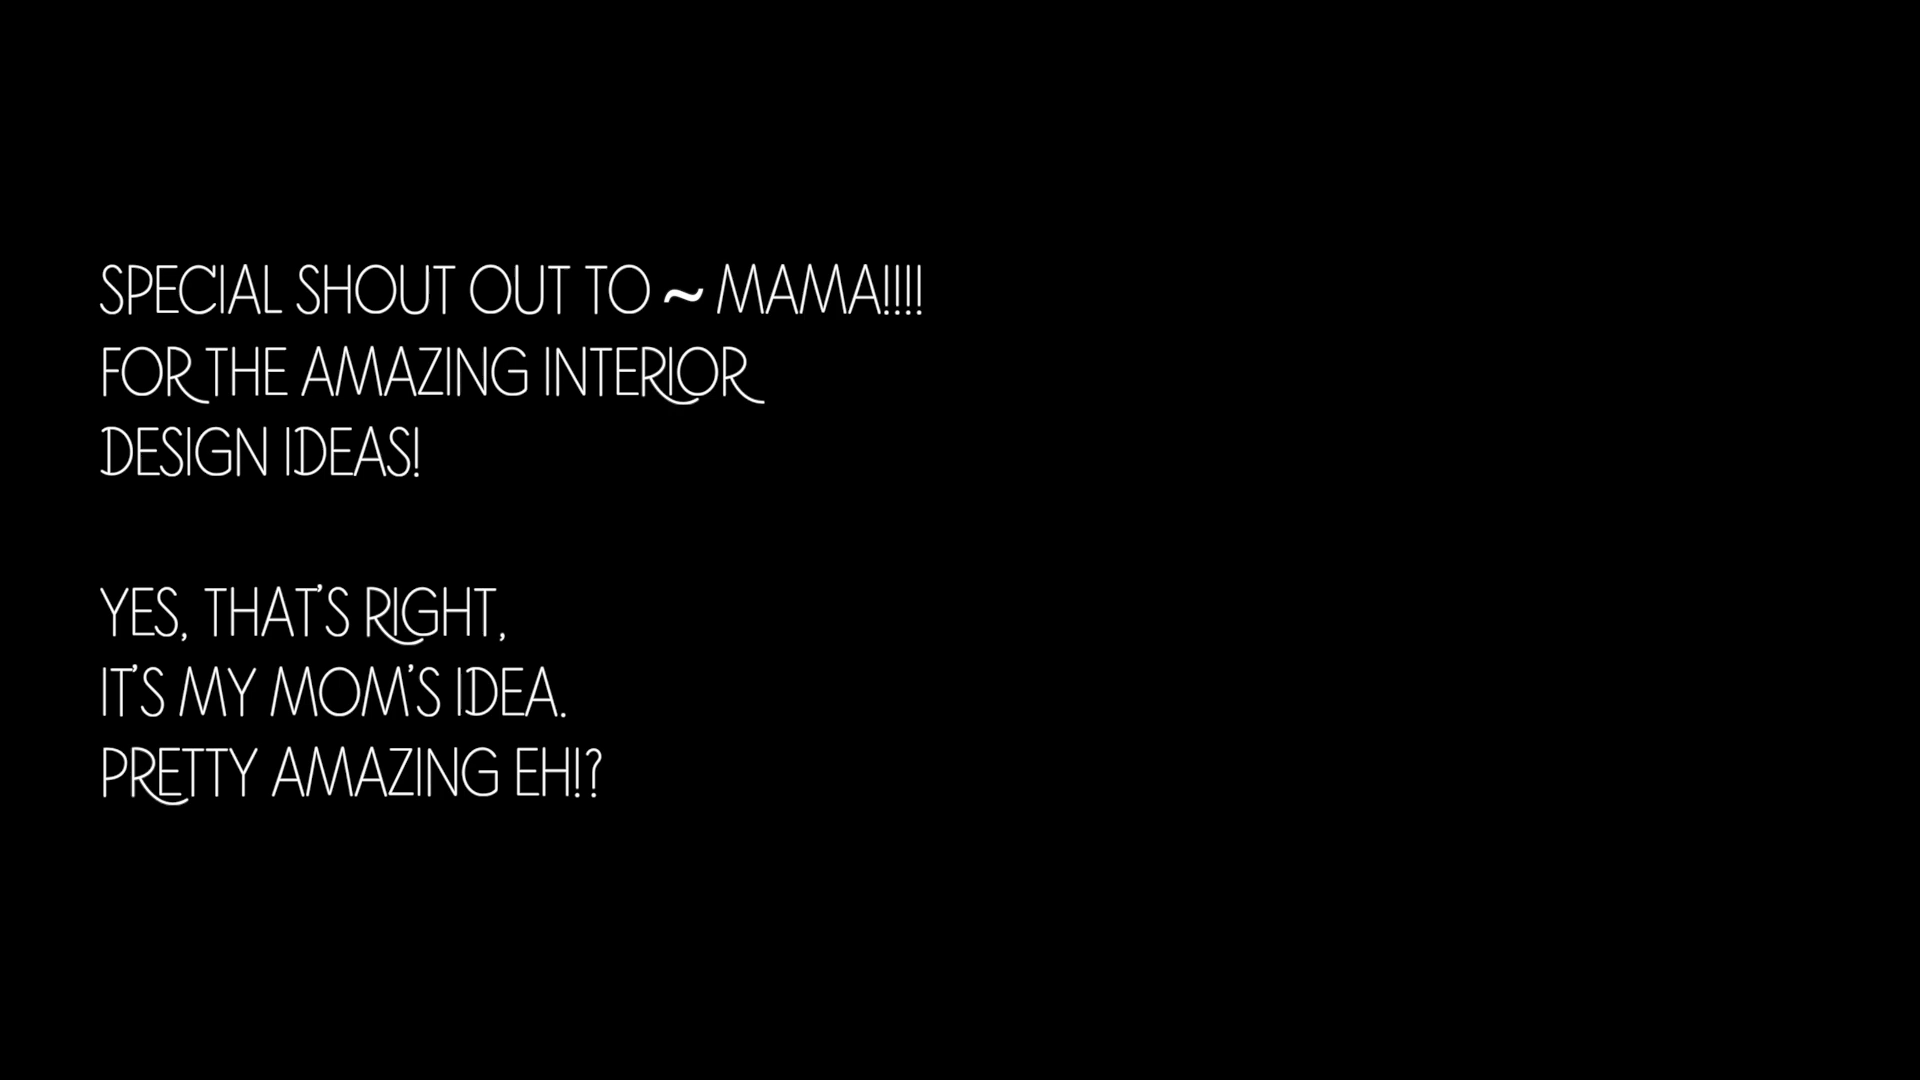 SPECIAL SHOUT OUT TO ~ MAMA!!!!
FOR THE AMAZING INTERIOR
DESIGN IDEAS!
YES, THAT'S RIGHT,
IT'S MY MOM'S IDEA.
PRETTY AMAZING EH!?